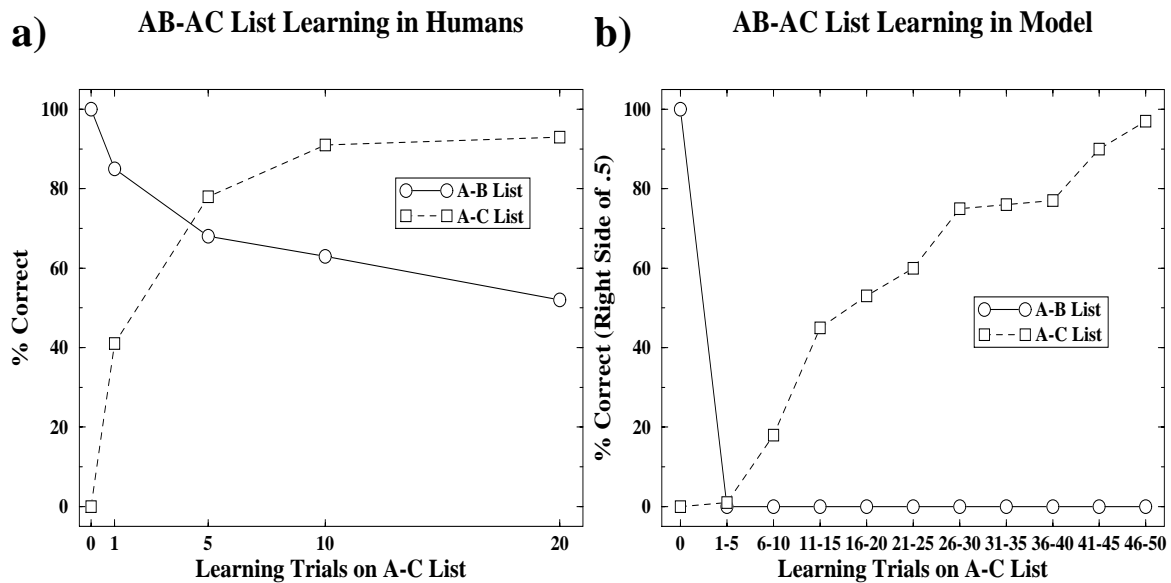 a)
AB-AC List Learning in Humans
% Correct
100
80
60
40
20
0
A-B List
A-C List
0 1 5 10 20
Learning Trials on A-C List
b)
AB-AC List Learning in Model
% Correct (Right Side of .5)
100
80
60
40
20
0
A-B List
A-C List
0 1-5 6-10 11-15 16-20 21-25 26-30 31-35 36-40 41-45 46-50
Learning Trials on A-C List